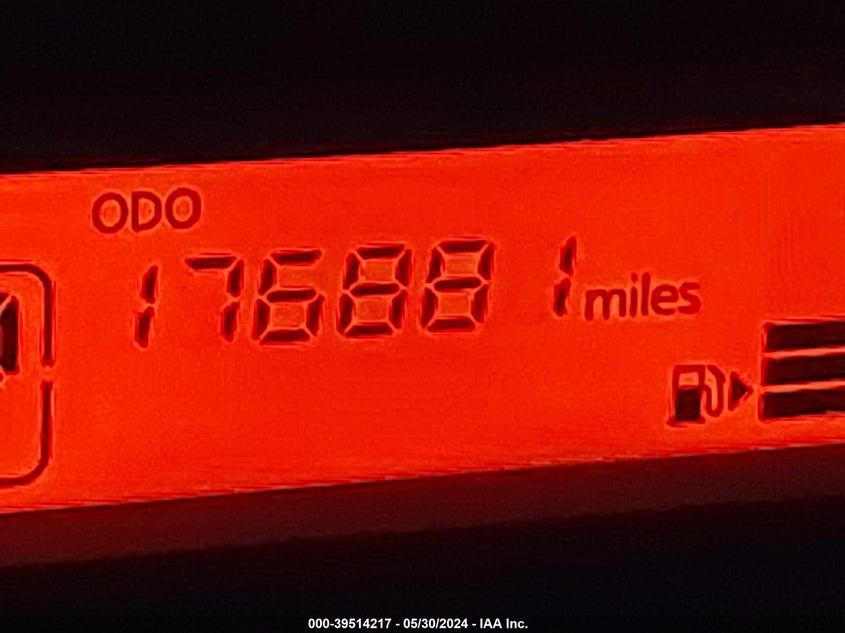 ODO
176881 miles
000-39514217 - 05/30/2024 - IAA Inc.